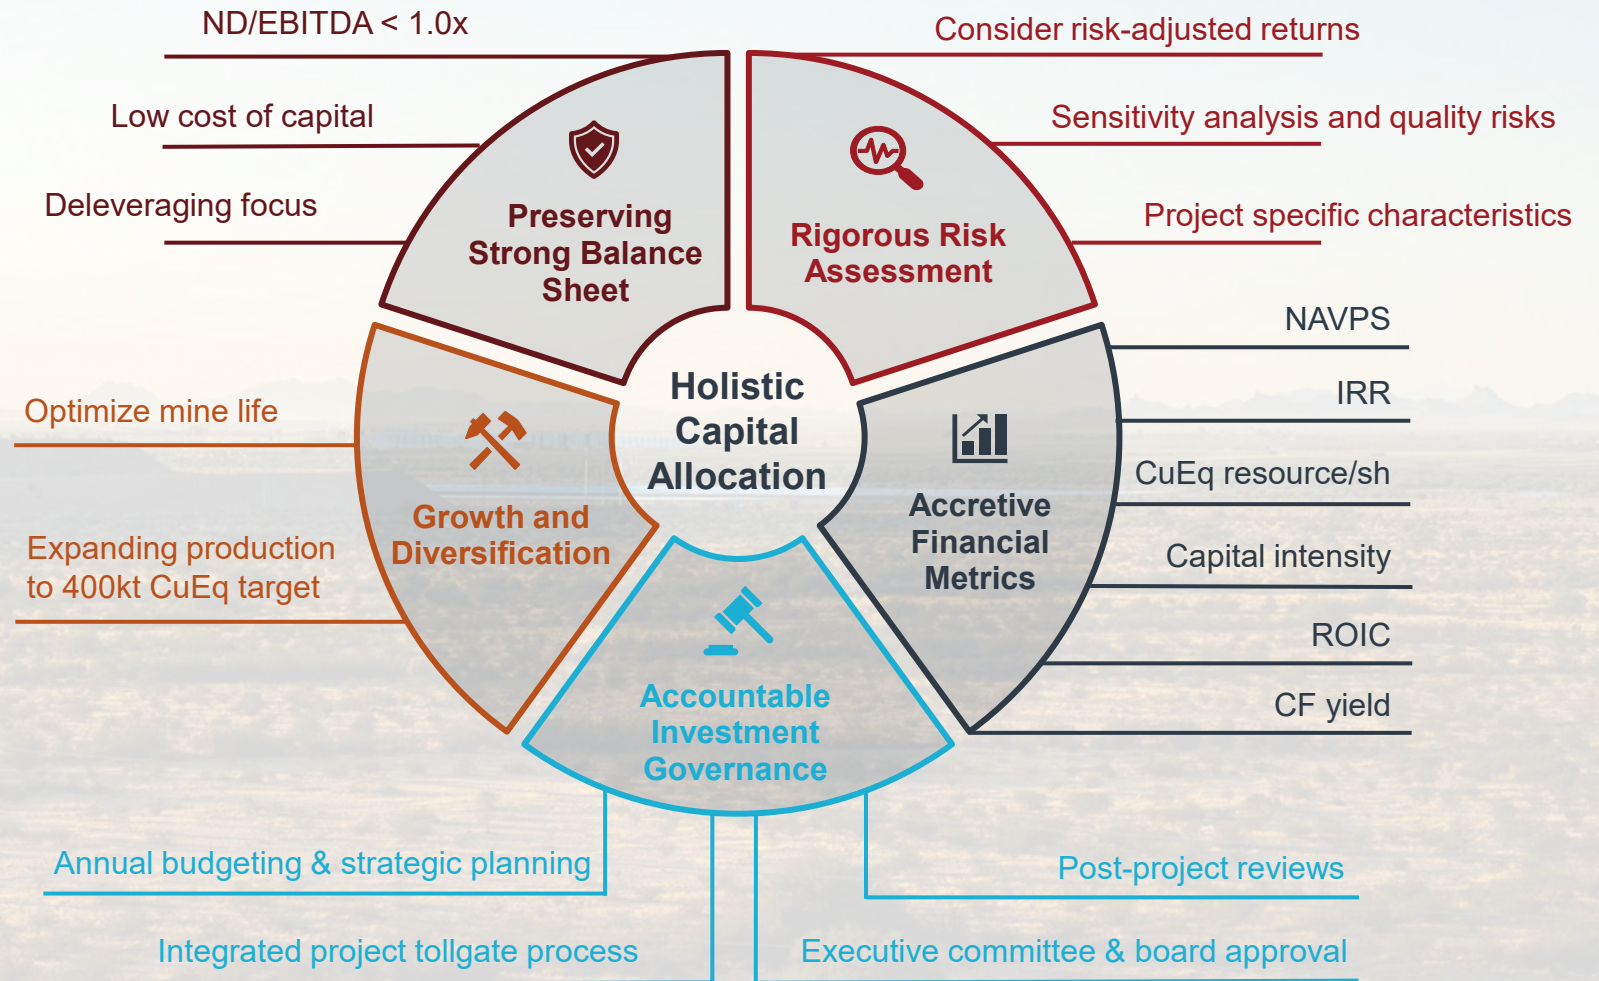 ND/EBITDA < 1.0x
Low cost of capital
Deleveraging focus
Preserving
Strong Balance
Sheet
Consider risk-adjusted returns
Sensitivity analysis and quality risks
Project specific characteristics
Rigorous Risk
Assessment
Holistic
Capital
Allocation
NAVPS
IRR
CuEq resource/sh
Capital intensity
ROIC
CF yield
Accretive
Financial
Metrics
Optimize mine life
Expanding production
to 400kt CuEq target
Growth and
Diversification
Accountable
Investment
Governance
Annual budgeting & strategic planning
Integrated project tollgate process
Post-project reviews
Executive committee & board approval